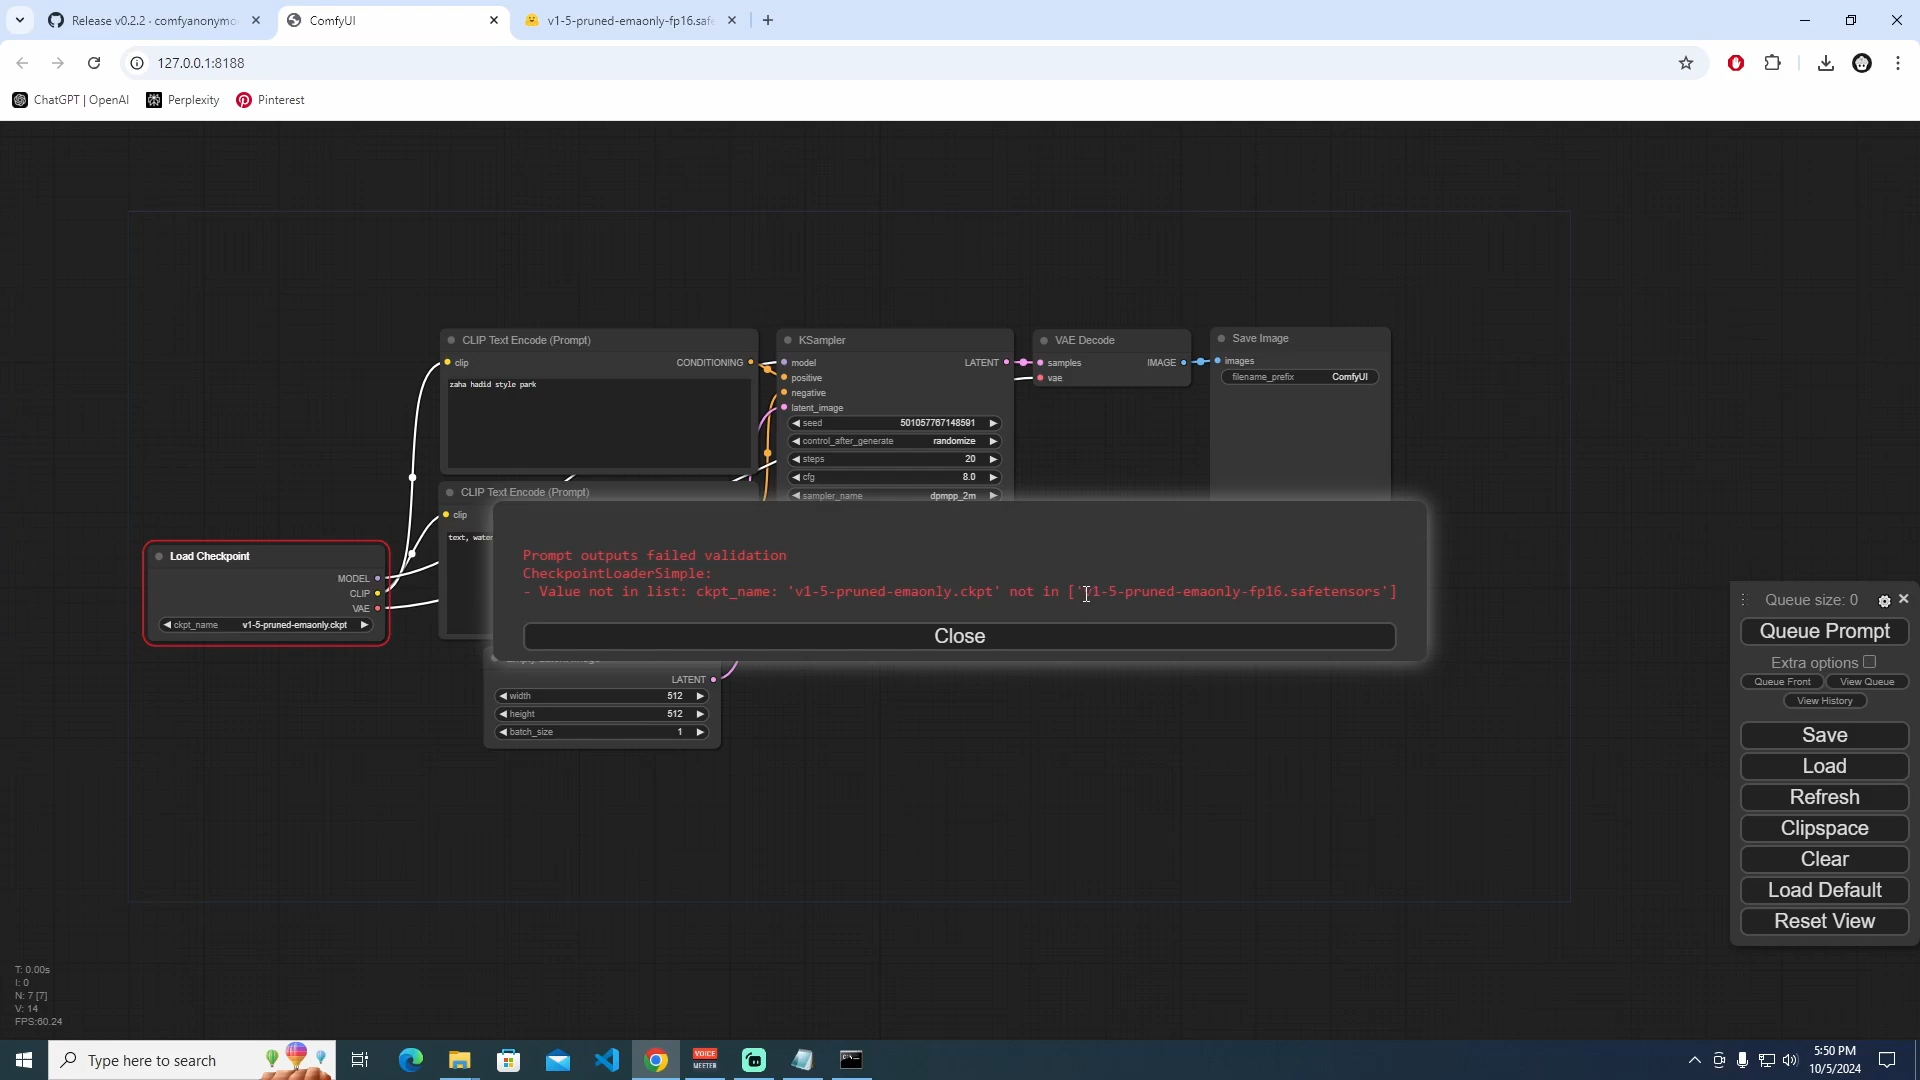 Release v0.2.2 · comfyanonymo
ComfyUI
v1-5-pruned-emaonly-fp16.safe
127.0.0.1:8188
ChatGPT | OpenAI
Perplexity
Pinterest
CLIP Text Encode (Prompt)
clip
CONDITIONING
zaha hadid style park
KSampler
model
LATENT
positive
negative
latent_image
seed
501057767148591
control_after_generate
randomize
steps
20
cfg
8.0
sampler_name
dpmpp_2m
VAE Decode
samples
IMAGE
vae
Save Image
images
filename_prefix
ComfyUI
CLIP Text Encode (Prompt)
clip
text, water
Load Checkpoint
MODEL
CLIP
VAE
ckpt_name
v1-5-pruned-emaonly.ckpt
Prompt outputs failed validation
CheckpointLoaderSimple:
- Value not in list: ckpt_name: 'v1-5-pruned-emaonly.ckpt' not in ['v1-5-pruned-emaonly-fp16.safetensors']
Close
LATENT
width
512
height
512
batch_size
1
Queue size: 0
Queue Prompt
Extra options
Queue Front
View Queue
View History
Save
Load
Refresh
Clipspace
Clear
Load Default
Reset View
T: 0.00s
I: 0
N: 7 [7]
V: 14
FPS:60.24
Type here to search
VOICE
MEETER
5:50 PM
10/5/2024